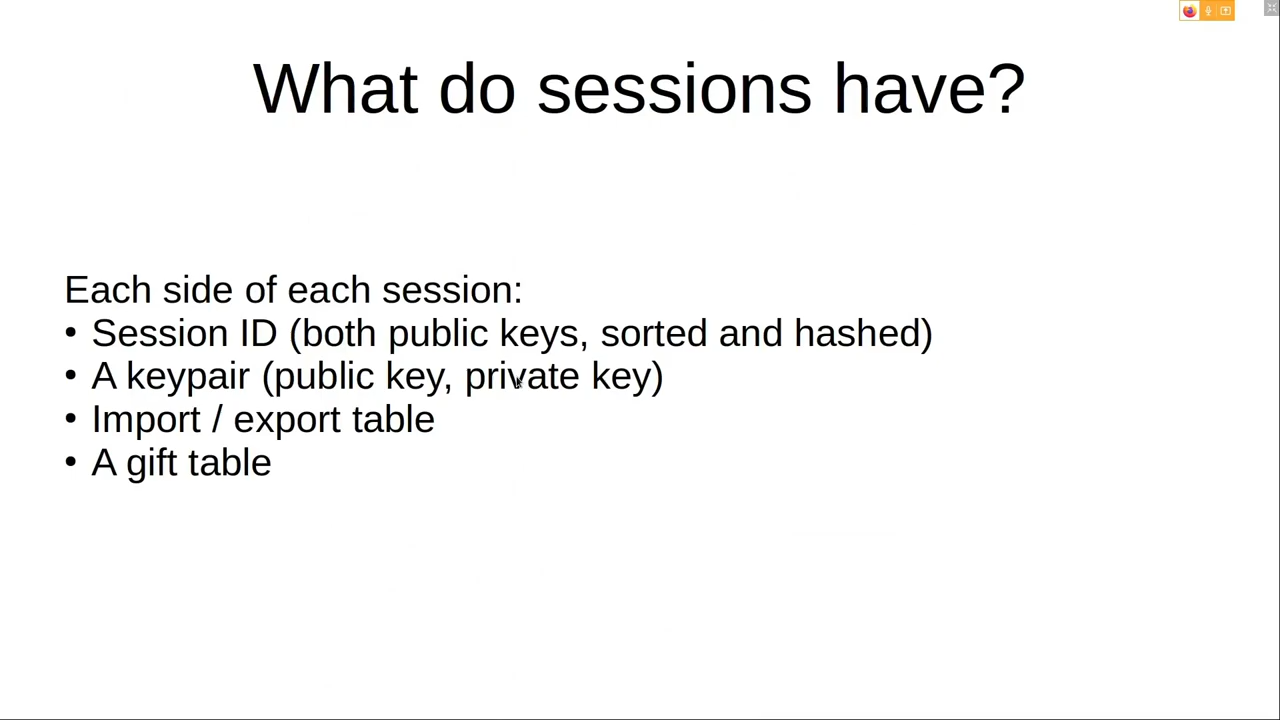 What do sessions have?
Each side of each session:
• Session ID (both public keys, sorted and hashed)
• A keypair (public key, private key)
• Import / export table
• A gift table